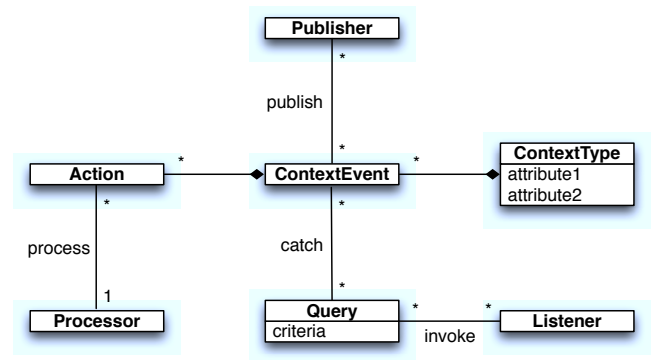 Publisher
*
publish
*
Action
*
ContextEvent
*
ContextType
attribute1
attribute2
*
process
1
Processor
*
catch
*
Query
criteria
*
invoke
*
Listener